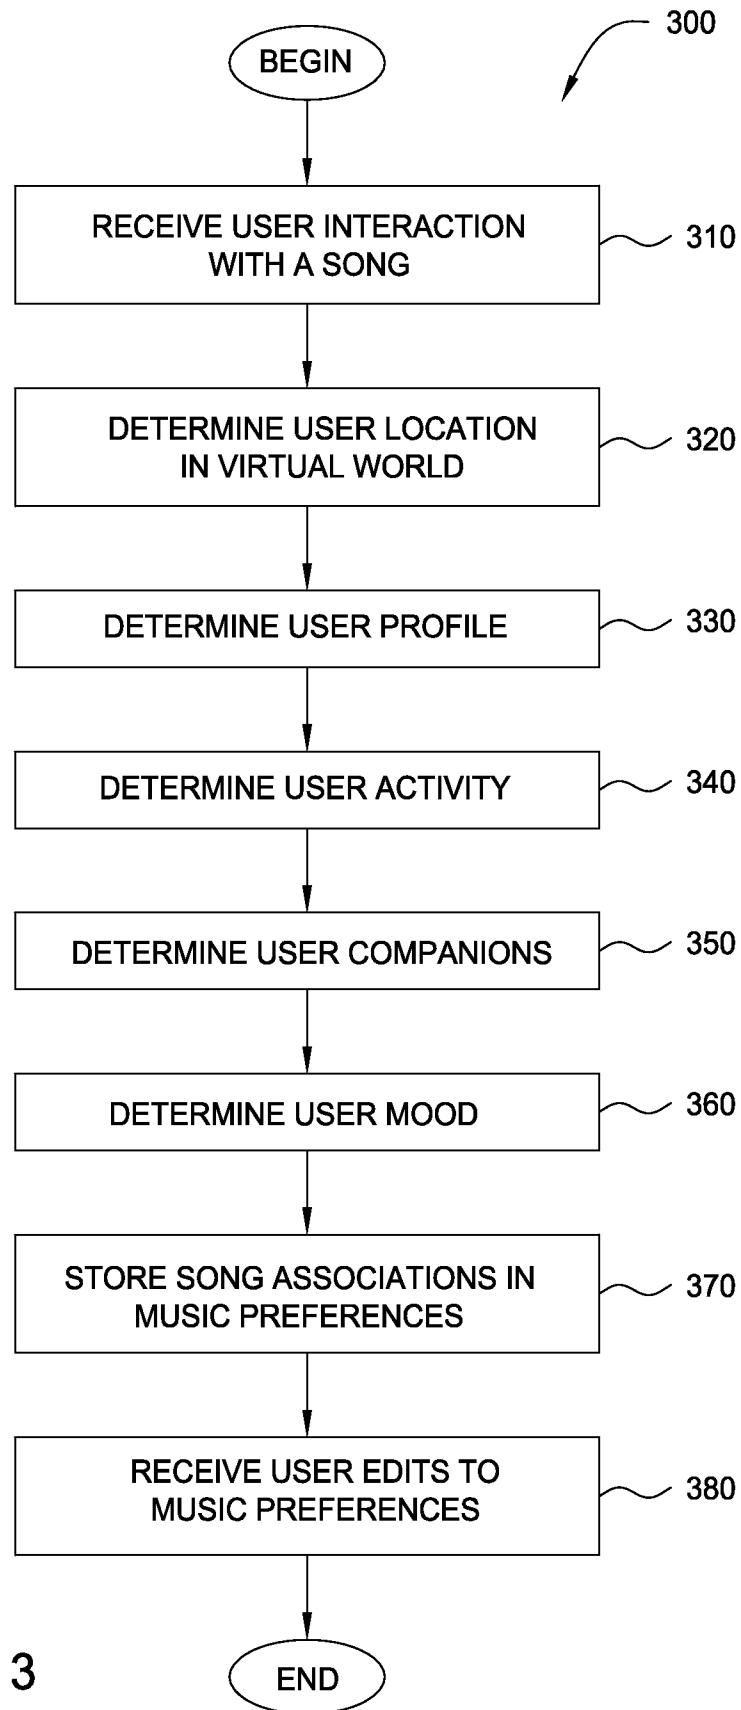 300
BEGIN
RECEIVE USER INTERACTION
WITH A SONG
310
DETERMINE USER LOCATION
IN VIRTUAL WORLD
320
DETERMINE USER PROFILE
330
DETERMINE USER ACTIVITY
340
DETERMINE USER COMPANIONS
350
DETERMINE USER MOOD
360
STORE SONG ASSOCIATIONS IN
MUSIC PREFERENCES
370
RECEIVE USER EDITS TO
MUSIC PREFERENCES
380
END
3